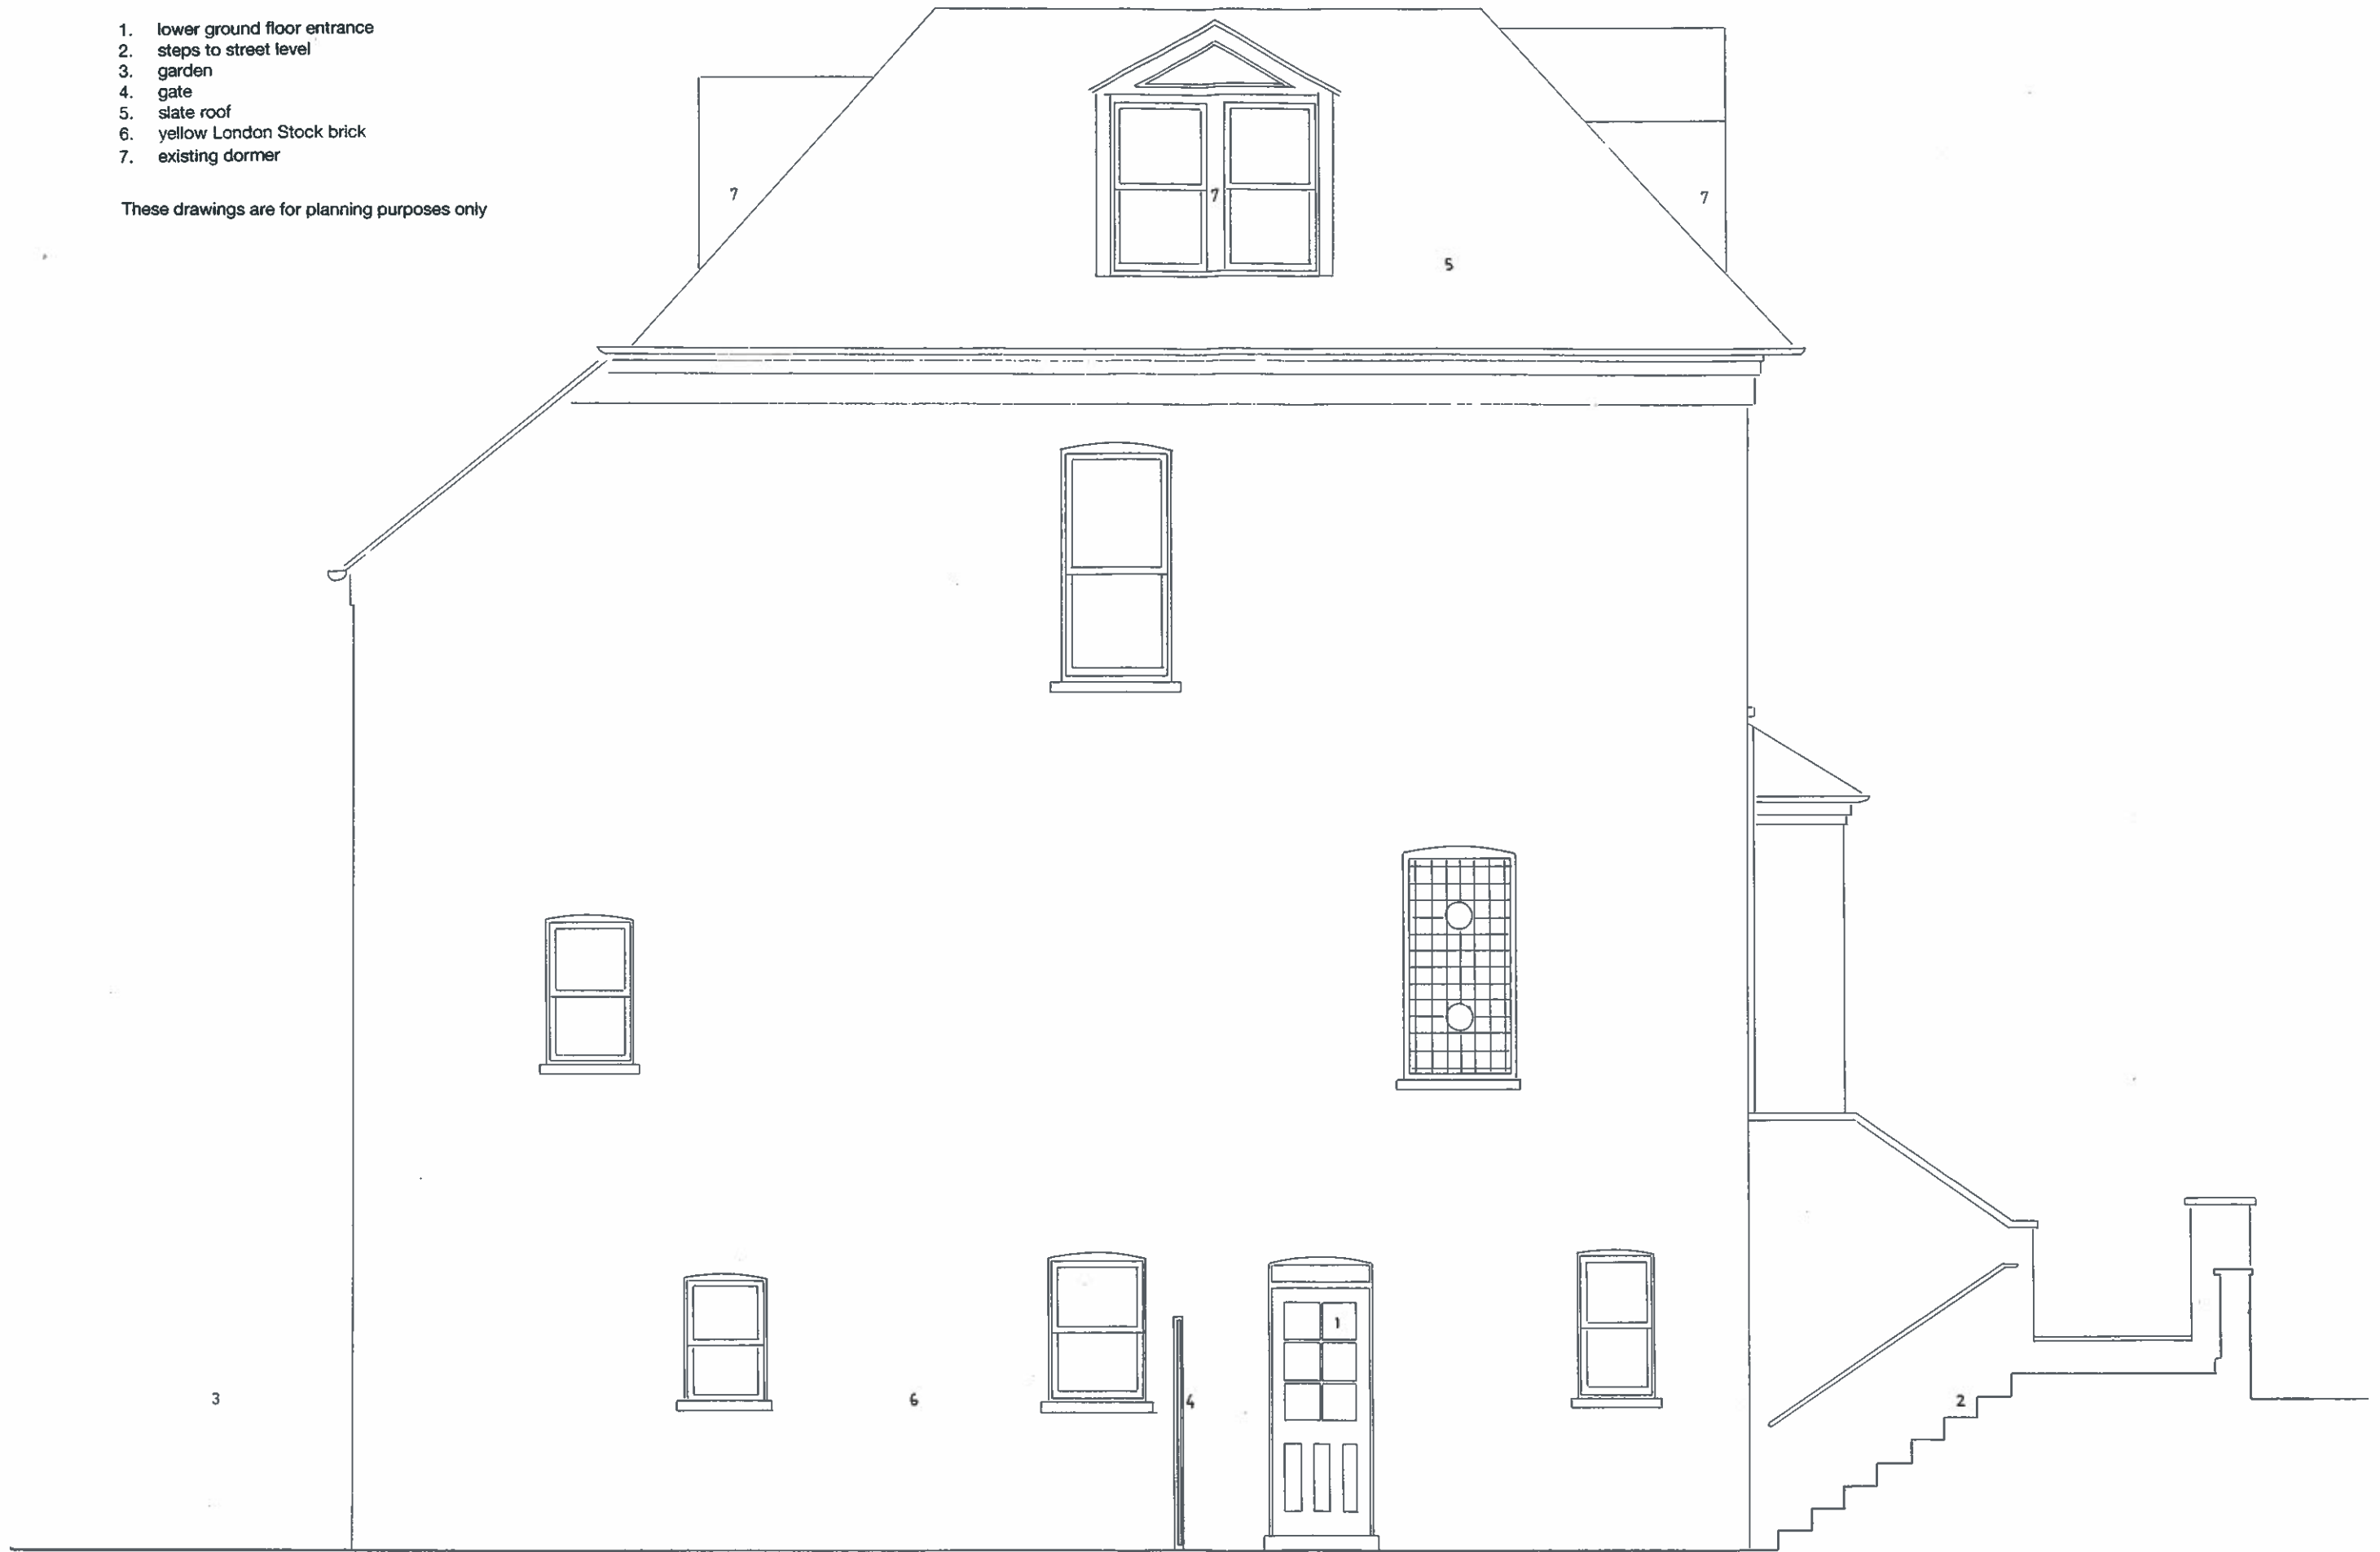 1. lower ground floor entrance
2. steps to street level
3. garden
4. gate
5. slate roof
6. yellow London Stock brick
7. existing dormer
These drawings are for planning purposes only
7
7
7
5
1
3
6
4
2